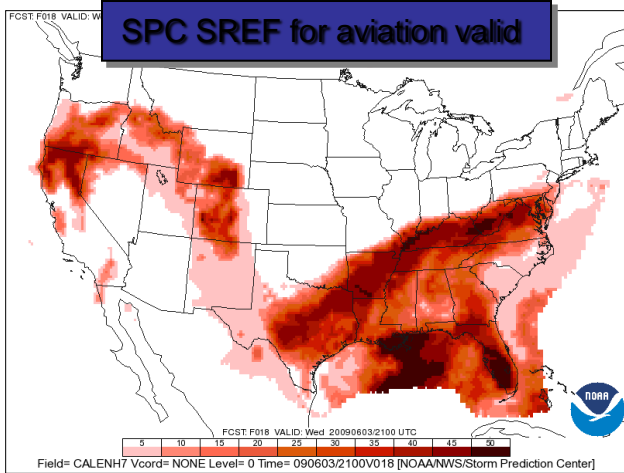 FCST: F018 VALID: We
SPC SREF for aviation valid
NOAA
FCST: F018 VALID: Wed 20090603/2100 UTC
5 10 15 20 25 30 35 40 45 50
Field= CALENH7 Vcord= NONE Level= 0 Time= 090603/2100V018 [NOAA/NWS/Storm Prediction Center]